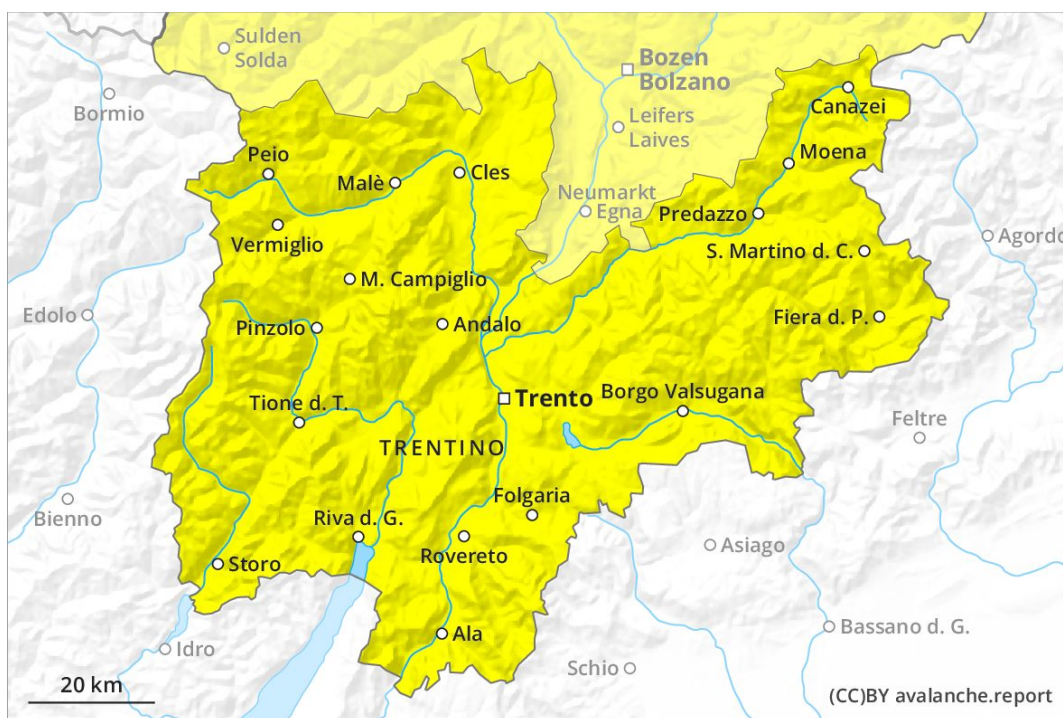 Sulden
Solda
Bozen
Bolzano
Bormio
Canazei
Leifers
Laives
Peio
Malè
Cles
Moena
Neumarkt
Egna
Predazzo
Vermiglio
Agordo
S. Martino d. C.
M. Campiglio
Edolo
Pinzolo
Andalo
Fiera d. P.
Trento
Borgo Valsugana
Tione d. T.
Feltre
TRENTINO
Bienno
Folgaria
Riva d. G.
Rovereto
Asiago
Storo
Ala
Bassano d. G.
Idro
Schio
20 km
(CC)BY avalanche.report